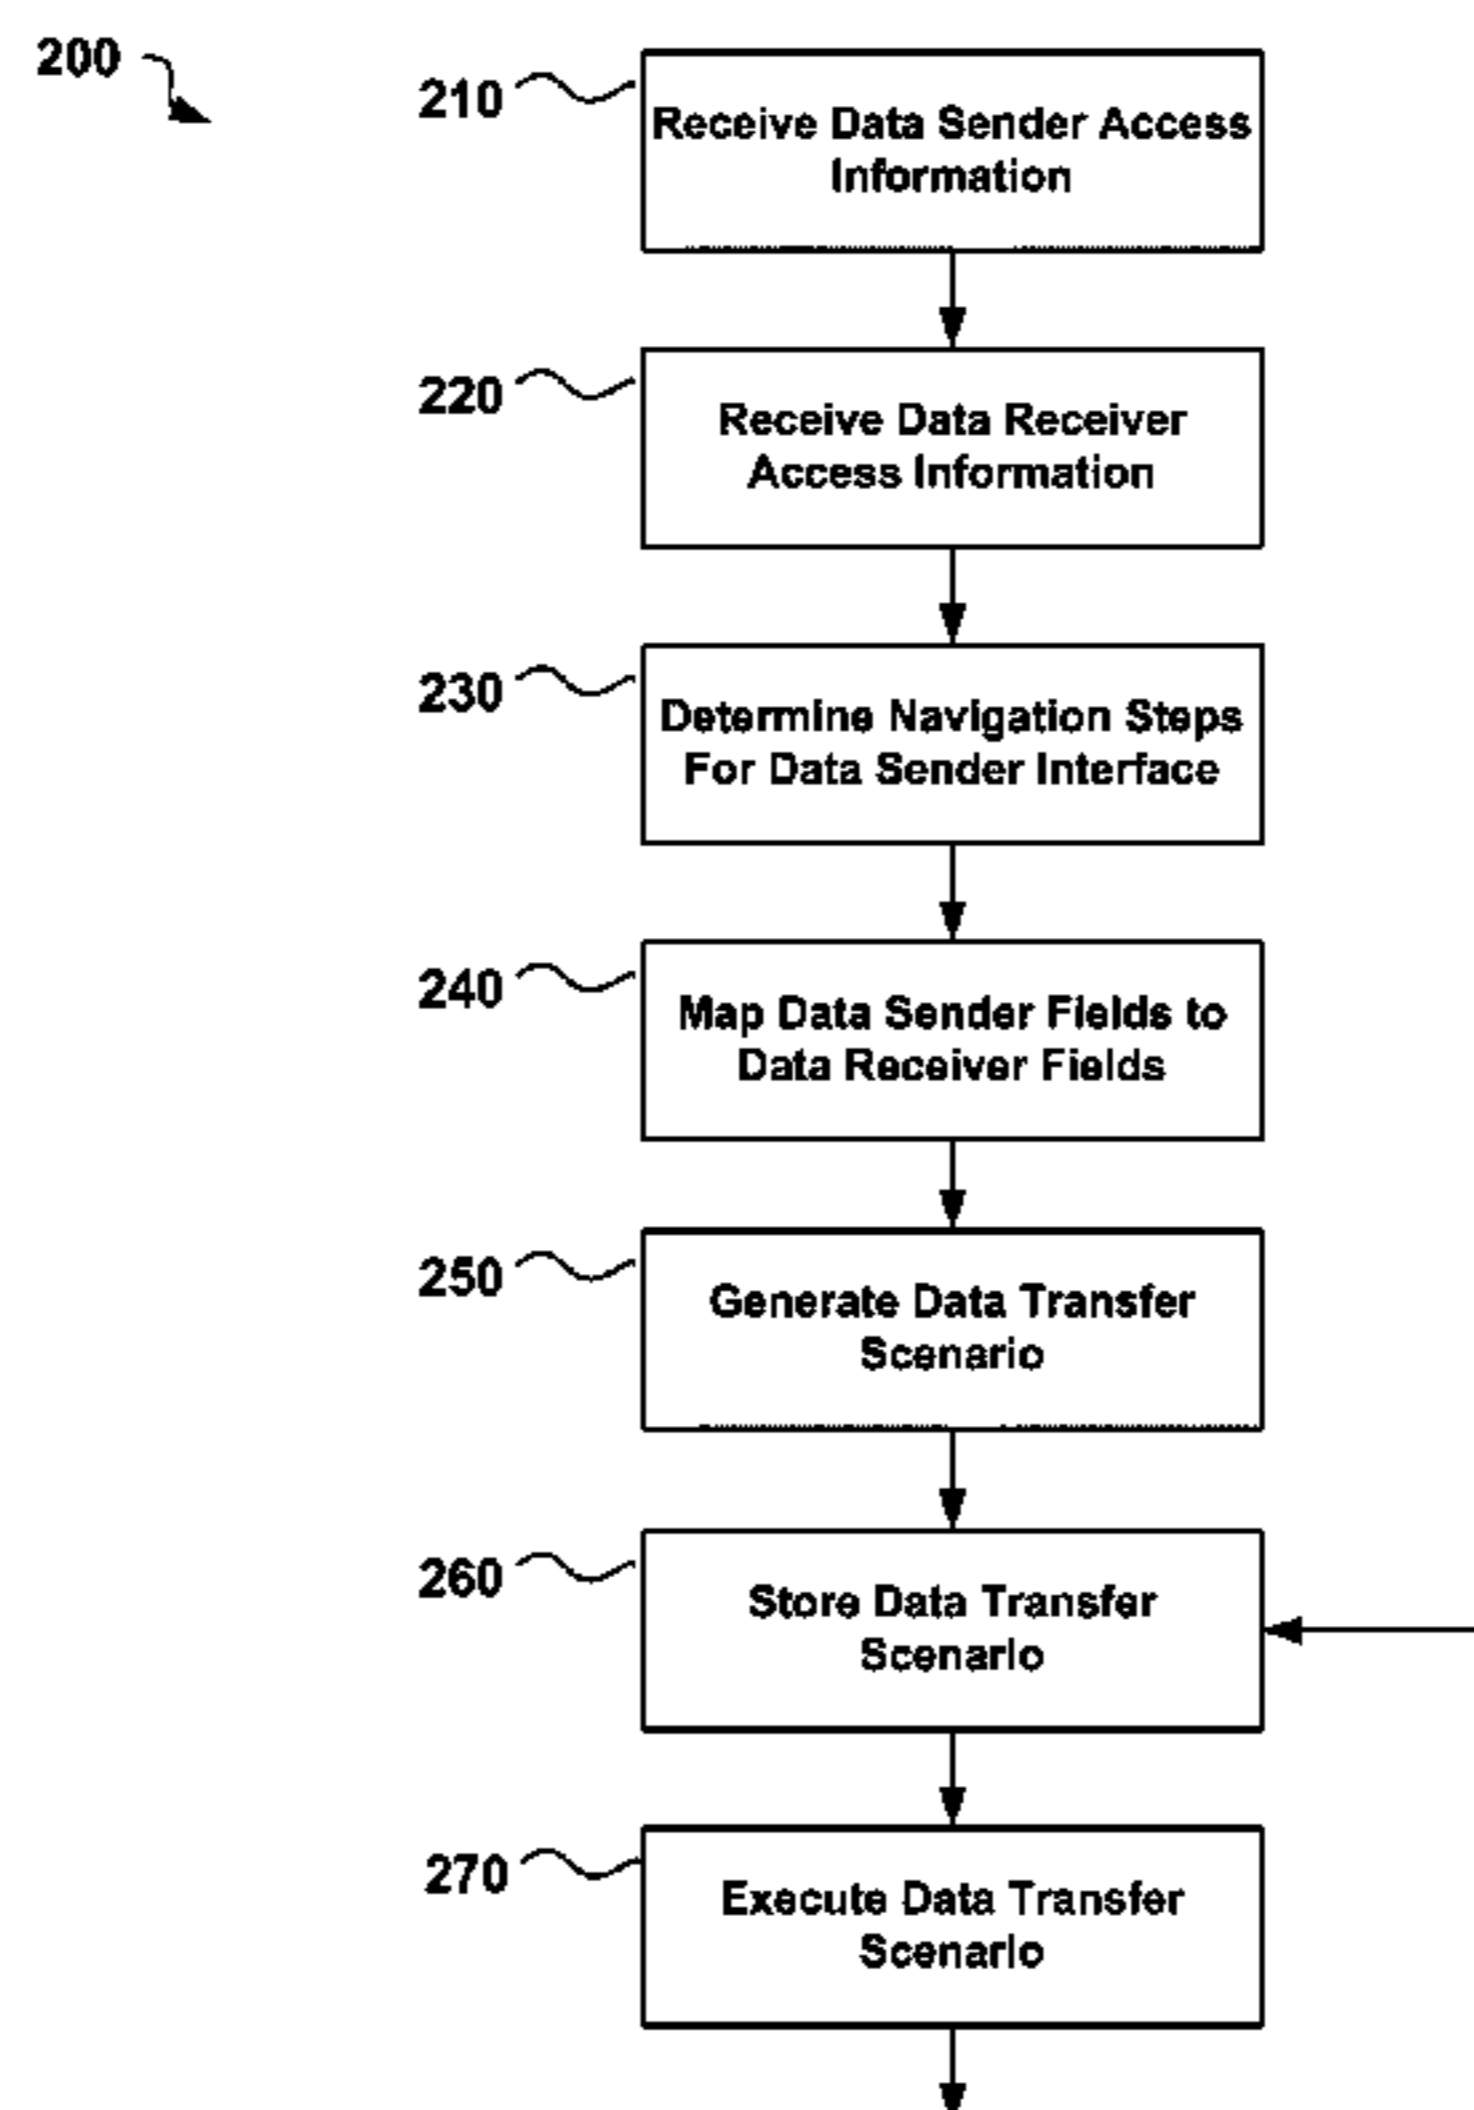 200
210
Receive Data Sender Access
Information
220
Receive Data Receiver
Access Information
230
Determine Navigation Steps
For Data Sender Interface
240
Map Data Sender Fields to
Data Receiver Fields
250
Generate Data Transfer
Scenario
260
Store Data Transfer
Scenario
270
Execute Data Transfer
Scenario